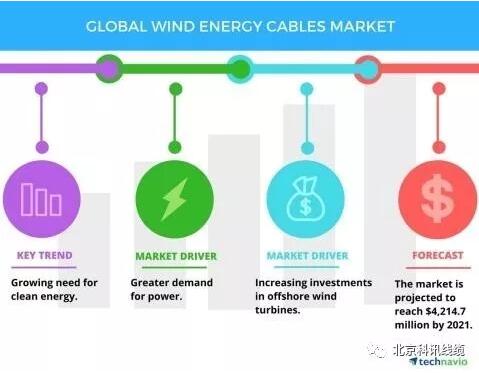 GLOBAL WIND ENERGY CABLES MARKET
KEY TREND
Growing need for
clean energy.
MARKET DRIVER
Greater demand
for power.
MARKET DRIVER
Increasing investments
in offshore wind
turbines.
FORECAST
The market is
projected to
reach $4,214.7
million by 2021.
北京科讯线缆
technavio